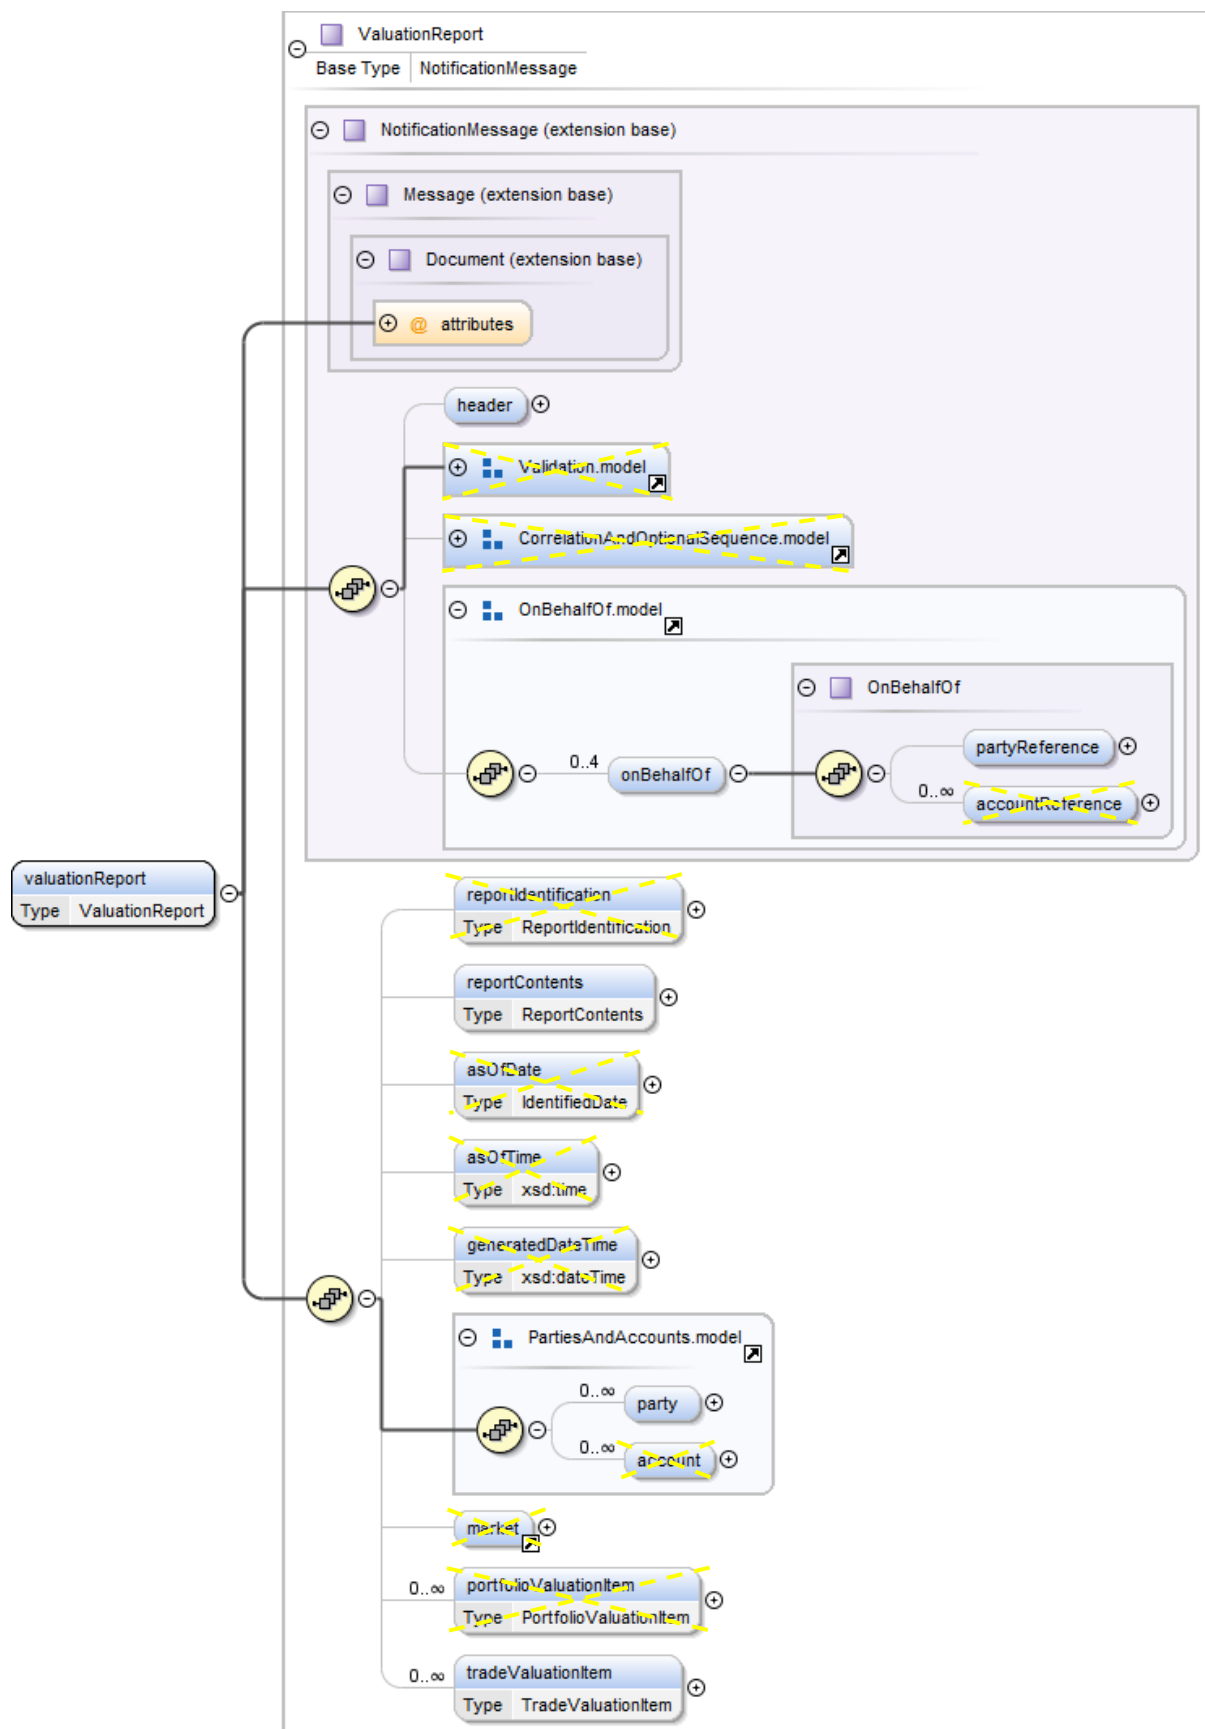 ValuationReport
Base Type NotificationMessage
NotificationMessage (extension base)
Message (extension base)
Document (extension base)
@ attributes
header
Validation.model
CorrelationAndOptionalSequence.model
OnBehalfOf.model
OnBehalfOf
partyReference
0..4 onBehalfOf
0..∞ accountReference
valuationReport
Type ValuationReport
reportIdentification
Type ReportIdentification
reportContents
Type ReportContents
asOfDate
Type IdentifiedDate
asOfTime
Type xsd:time
generatedDateTime
Type xsd:dateTime
PartiesAndAccounts.model
0..∞ party
0..∞ account
market
0..∞ portfolioValuationItem
Type PortfolioValuationItem
0..∞ tradeValuationItem
Type TradeValuationItem